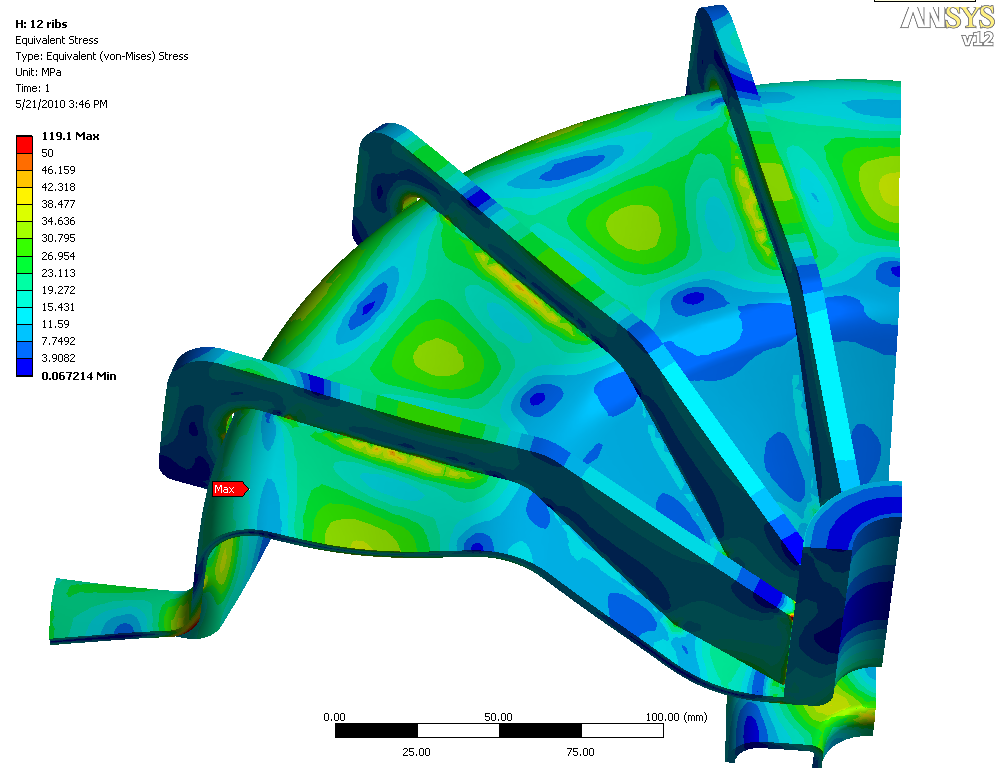 H: 12 ribs
Equivalent Stress
Type: Equivalent (von-Mises) Stress
Unit: MPa
Time: 1
5/21/2010 3:46 PM
ANSYS
v12
119.1 Max
50
46.159
42.318
38.477
34.636
30.795
26.954
23.113
19.272
15.431
11.59
7.7492
3.9082
0.067214 Min
Max
0.00 50.00 100.00 (mm)
25.00 75.00